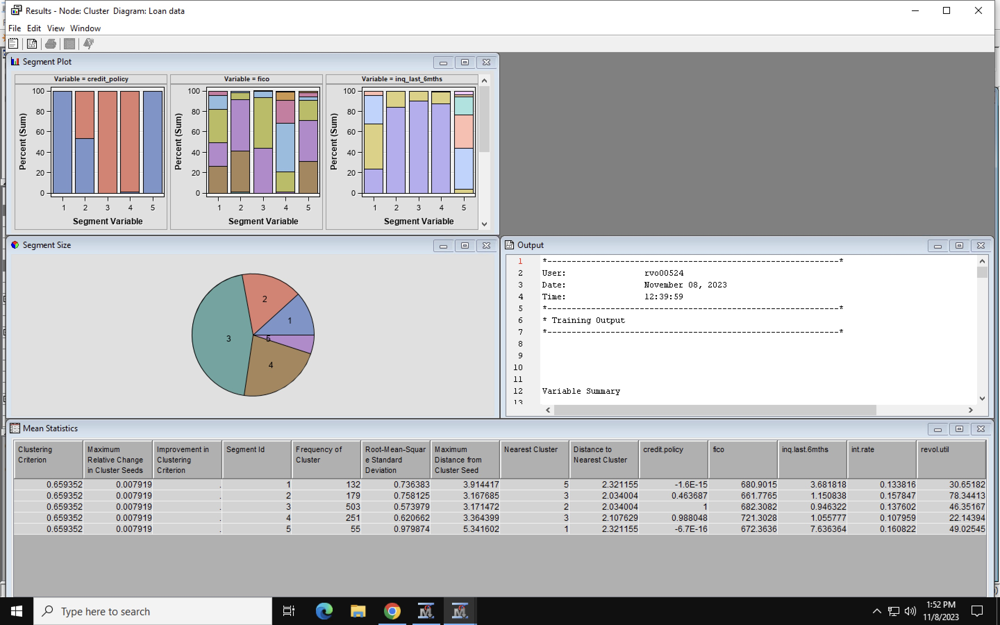 Results - Node: Cluster Diagram: Loan data
File Edit View Window
Segment Plot
Variable = credit_policy
Percent (Sum)
100
80
60
40
20
0
1 2 3 4 5
Segment Variable
Variable = fico
Percent (Sum)
100
80
60
40
20
0
1 2 3 4 5
Segment Variable
Variable = inq_last_6mths
Percent (Sum)
100
80
60
40
20
0
1 2 3 4 5
Segment Variable
Segment Size
2
1
3
5
4
Output
1 *------------------------------------------------------------*
2 User: rvo00524
3 Date: November 08, 2023
4 Time: 12:39:59
5 *------------------------------------------------------------*
6 * Training Output
7 *------------------------------------------------------------*
8
9
10
11
12 Variable Summary
13
Mean Statistics
Clustering Criterion Maximum Relative Change in Cluster Seeds Improvement in Clustering Criterion Segment Id Frequency of Cluster Root-Mean-Square Standard Deviation Maximum Distance from Cluster Seed Nearest Cluster Distance to Nearest Cluster credit.policy fico inq.last.6mths int.rate revol.util
0.659352 0.007919 . 1 132 0.736383 3.914417 5 2.321155 -1.6E-15 680.9015 3.681818 0.133816 30.65182
0.659352 0.007919 . 2 179 0.758125 3.167685 3 2.034004 0.463687 661.7765 1.150838 0.157847 78.34413
0.659352 0.007919 . 3 503 0.573979 3.171472 2 2.034004 1 682.3082 0.946322 0.137602 46.35167
0.659352 0.007919 . 4 251 0.620662 3.364399 3 2.107629 0.988048 721.3028 1.055777 0.107959 22.14394
0.659352 0.007919 . 5 55 0.979874 5.341602 1 2.321155 -6.7E-16 672.3636 7.636364 0.160822 49.02545
Type here to search
1:52 PM
11/8/2023